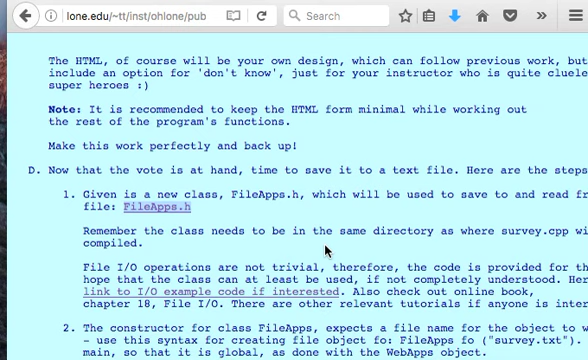 lone.edu/~tt/inst/ohlone/pub
Search
The HTML, of course will be your own design, which can follow previous work, but
include an option for 'don't know', just for your instructor who is quite cluele
super heroes :)
Note: It is recommended to keep the HTML form minimal while working out
the rest of the program's functions.
Make this work perfectly and back up!
D. Now that the vote is at hand, time to save it to a text file. Here are the steps
1. Given is a new class, FileApps.h, which will be used to save to and read fr
file: FileApps.h
Remember the class needs to be in the same directory as where survey.cpp wi
compiled.
File I/O operations are not trivial, therefore, the code is provided for th
hope that the class can at least be used, if not completely understood. Her
link to I/O example code if interested. Also check out online book,
chapter 18, File I/O. There are other relevant tutorials if anyone is inter
2. The constructor for class FileApps, expects a file name for the object to w
- use this syntax for creating file object fo: FileApps fo ("survey.txt")
main, so that it is global, as done with the WebApps object.